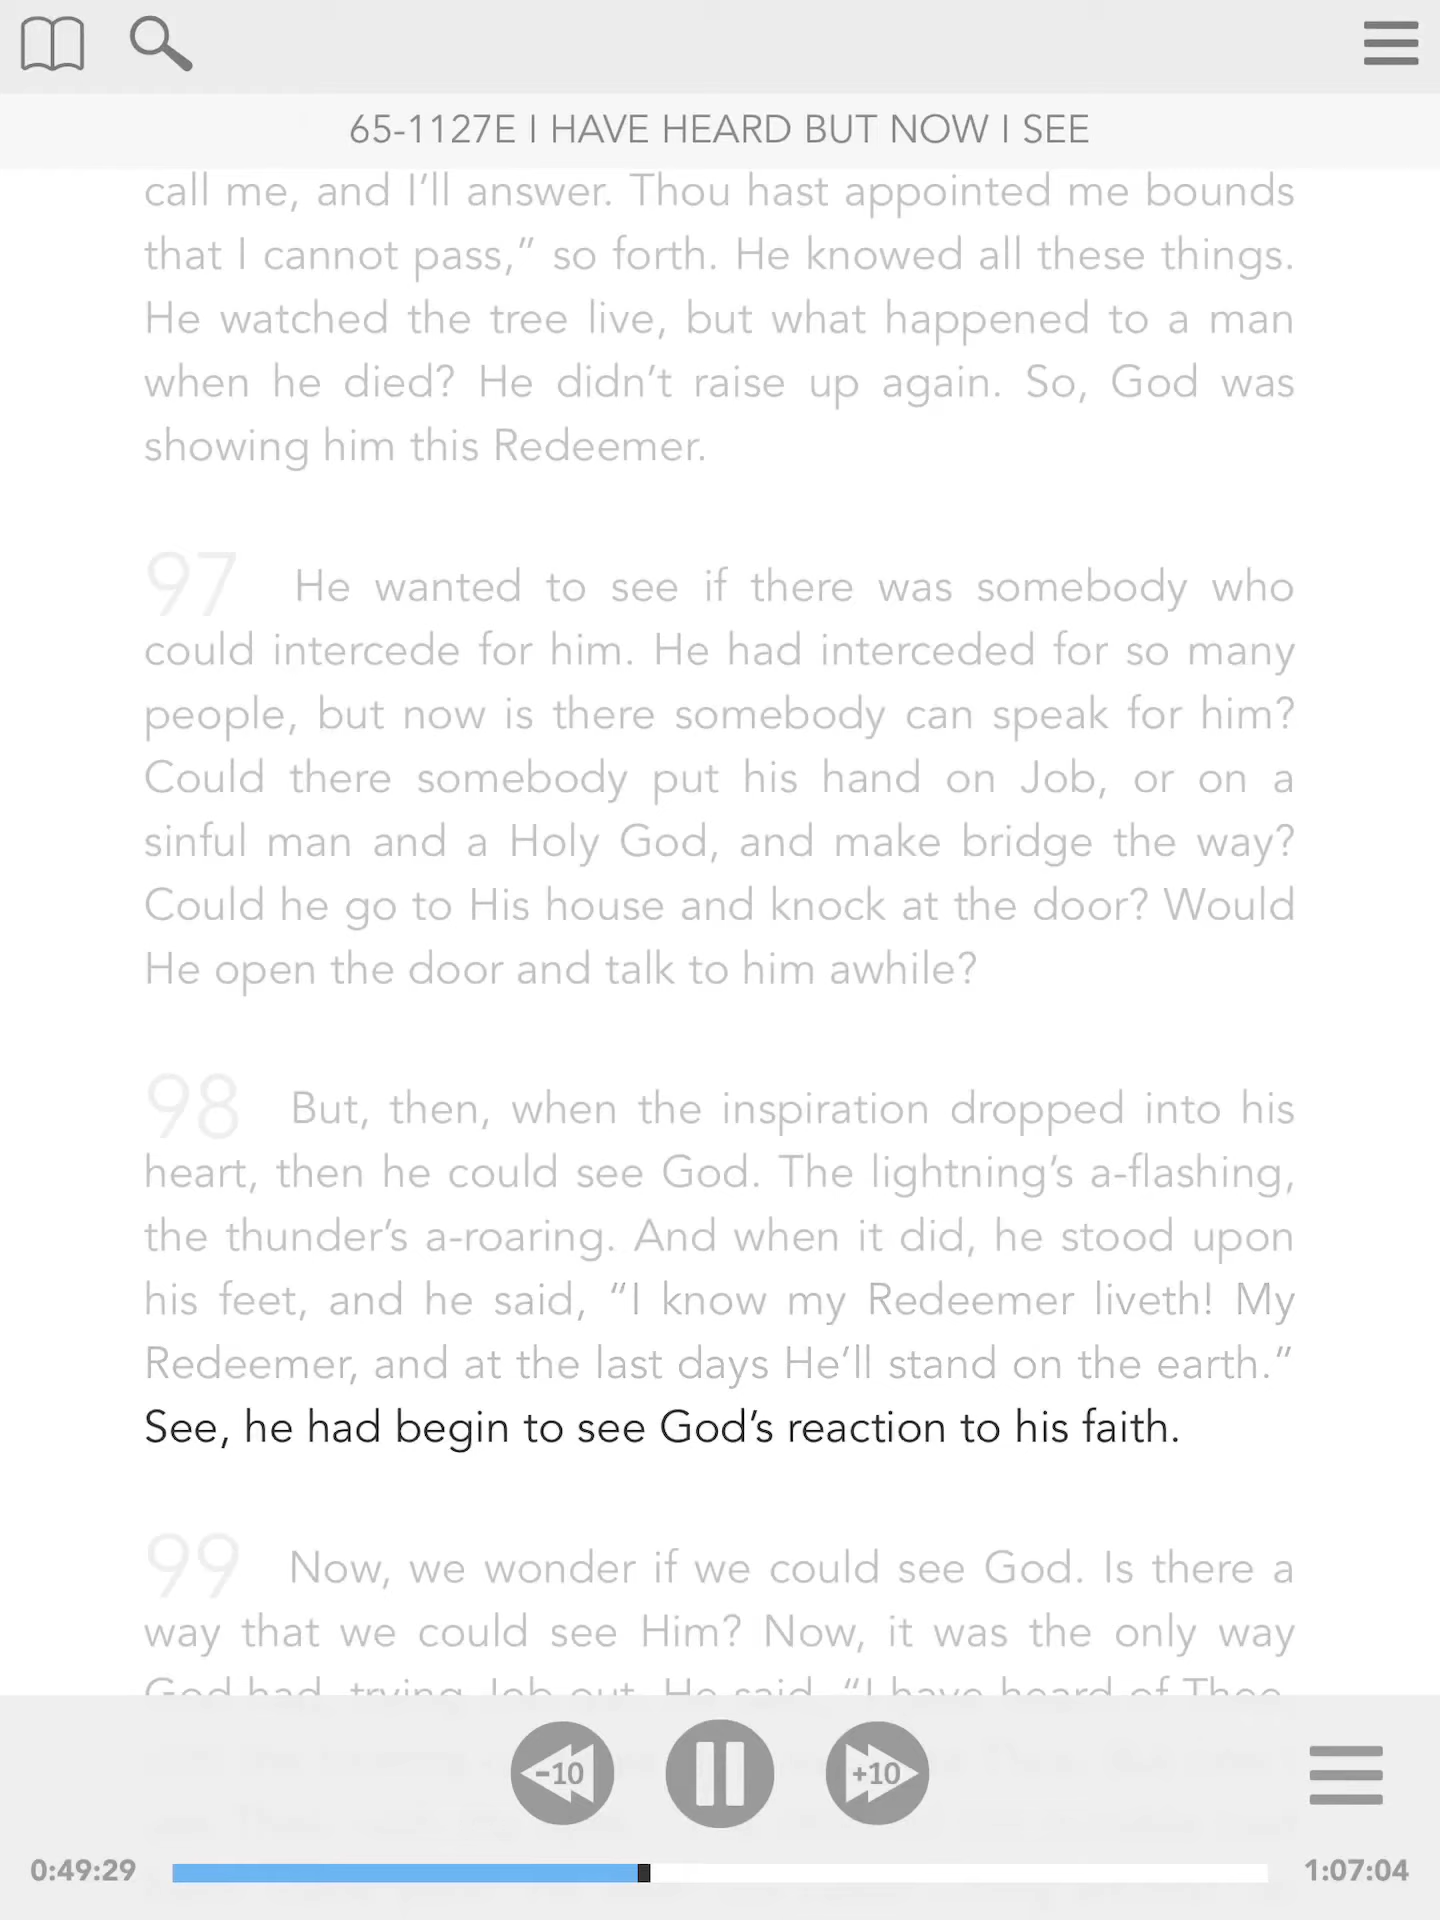 65-1127E I HAVE HEARD BUT NOW I SEE
call me, and I’ll answer. Thou hast appointed me bounds
that I cannot pass,” so forth. He knowed all these things.
He watched the tree live, but what happened to a man
when he died? He didn’t raise up again. So, God was
showing him this Redeemer.
97 He wanted to see if there was somebody who
could intercede for him. He had interceded for so many
people, but now is there somebody can speak for him?
Could there somebody put his hand on Job, or on a
sinful man and a Holy God, and make bridge the way?
Could he go to His house and knock at the door? Would
He open the door and talk to him awhile?
98 But, then, when the inspiration dropped into his
heart, then he could see God. The lightning’s a-flashing,
the thunder’s a-roaring. And when it did, he stood upon
his feet, and he said, “I know my Redeemer liveth! My
Redeemer, and at the last days He’ll stand on the earth.”
See, he had begin to see God’s reaction to his faith.
99 Now, we wonder if we could see God. Is there a
way that we could see Him? Now, it was the only way
God had, trying Job out. He said, “I have heard of Thee
-10 +10
0:49:29 1:07:04